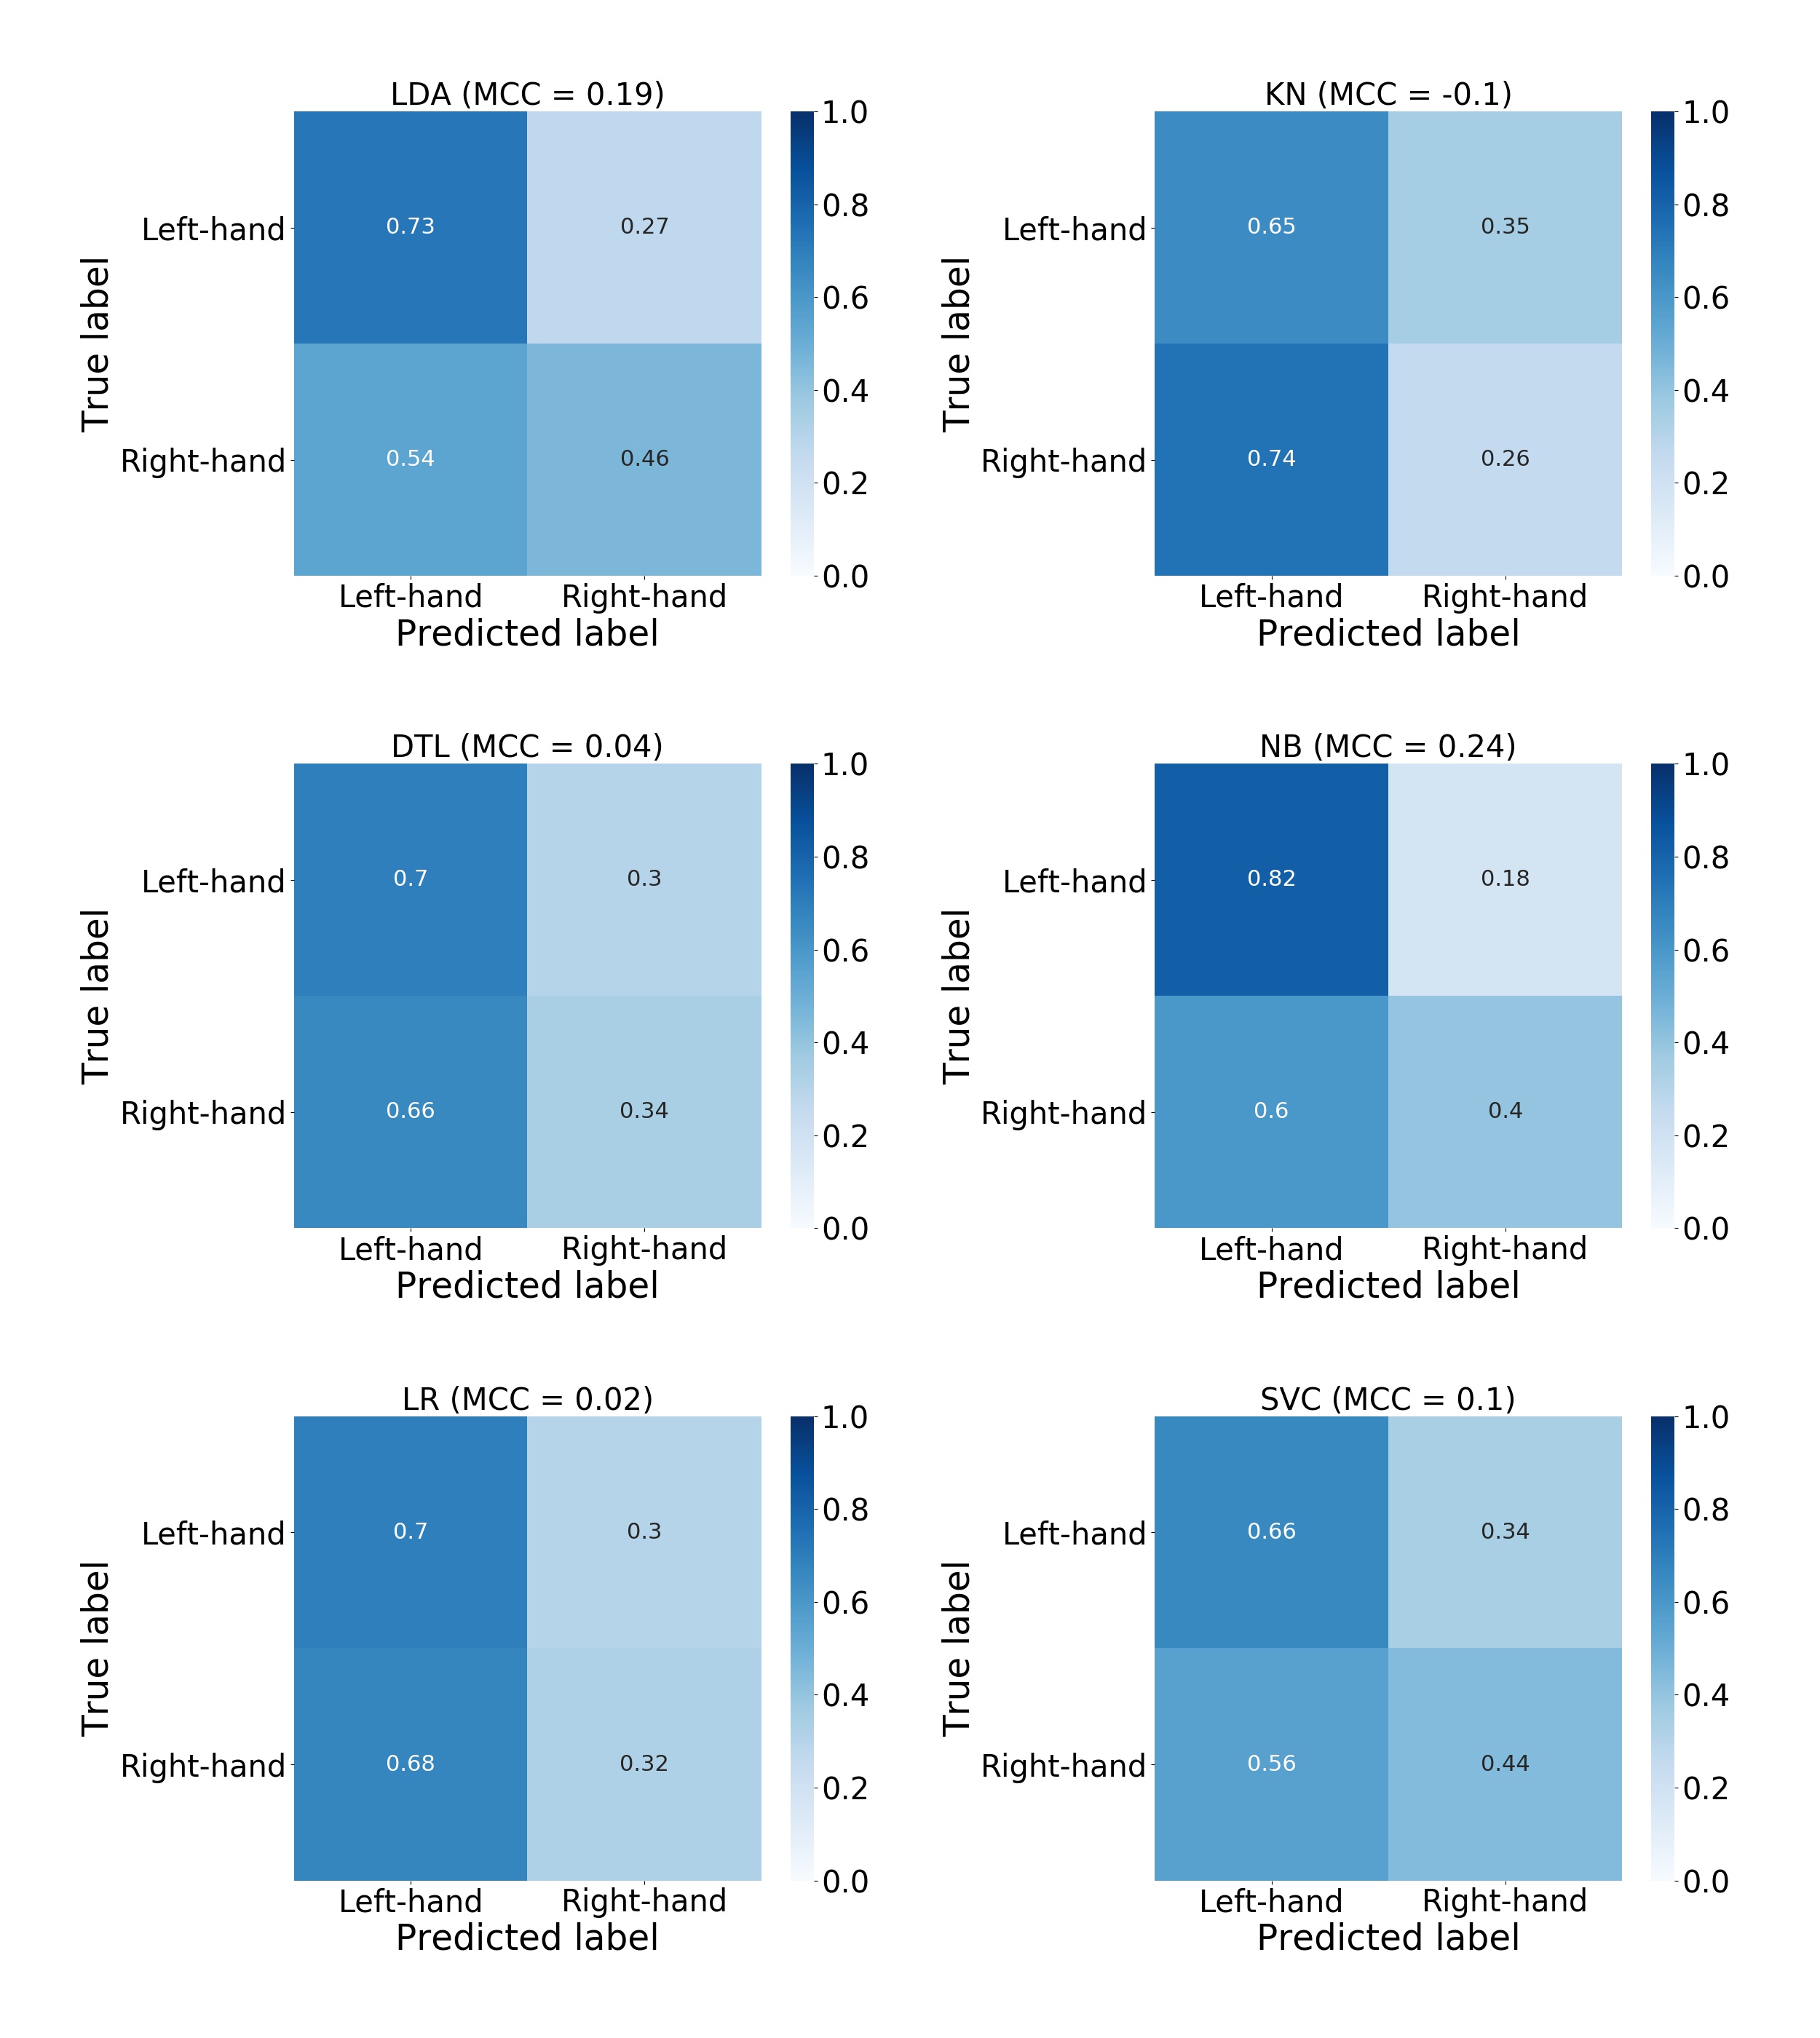 LDA (MCC = 0.19)
1.0
0.8
0.6
0.4
0.2
0.0
True label
Left-hand
0.73 0.27
Right-hand
0.54 0.46
Left-hand Right-hand
Predicted label
KN (MCC = -0.1)
1.0
0.8
0.6
0.4
0.2
0.0
True label
Left-hand
0.65 0.35
Right-hand
0.74 0.26
Left-hand Right-hand
Predicted label
DTL (MCC = 0.04)
1.0
0.8
0.6
0.4
0.2
0.0
True label
Left-hand
0.7 0.3
Right-hand
0.66 0.34
Left-hand Right-hand
Predicted label
NB (MCC = 0.24)
1.0
0.8
0.6
0.4
0.2
0.0
True label
Left-hand
0.82 0.18
Right-hand
0.6 0.4
Left-hand Right-hand
Predicted label
LR (MCC = 0.02)
1.0
0.8
0.6
0.4
0.2
0.0
True label
Left-hand
0.7 0.3
Right-hand
0.68 0.32
Left-hand Right-hand
Predicted label
SVC (MCC = 0.1)
1.0
0.8
0.6
0.4
0.2
0.0
True label
Left-hand
0.66 0.34
Right-hand
0.56 0.44
Left-hand Right-hand
Predicted label